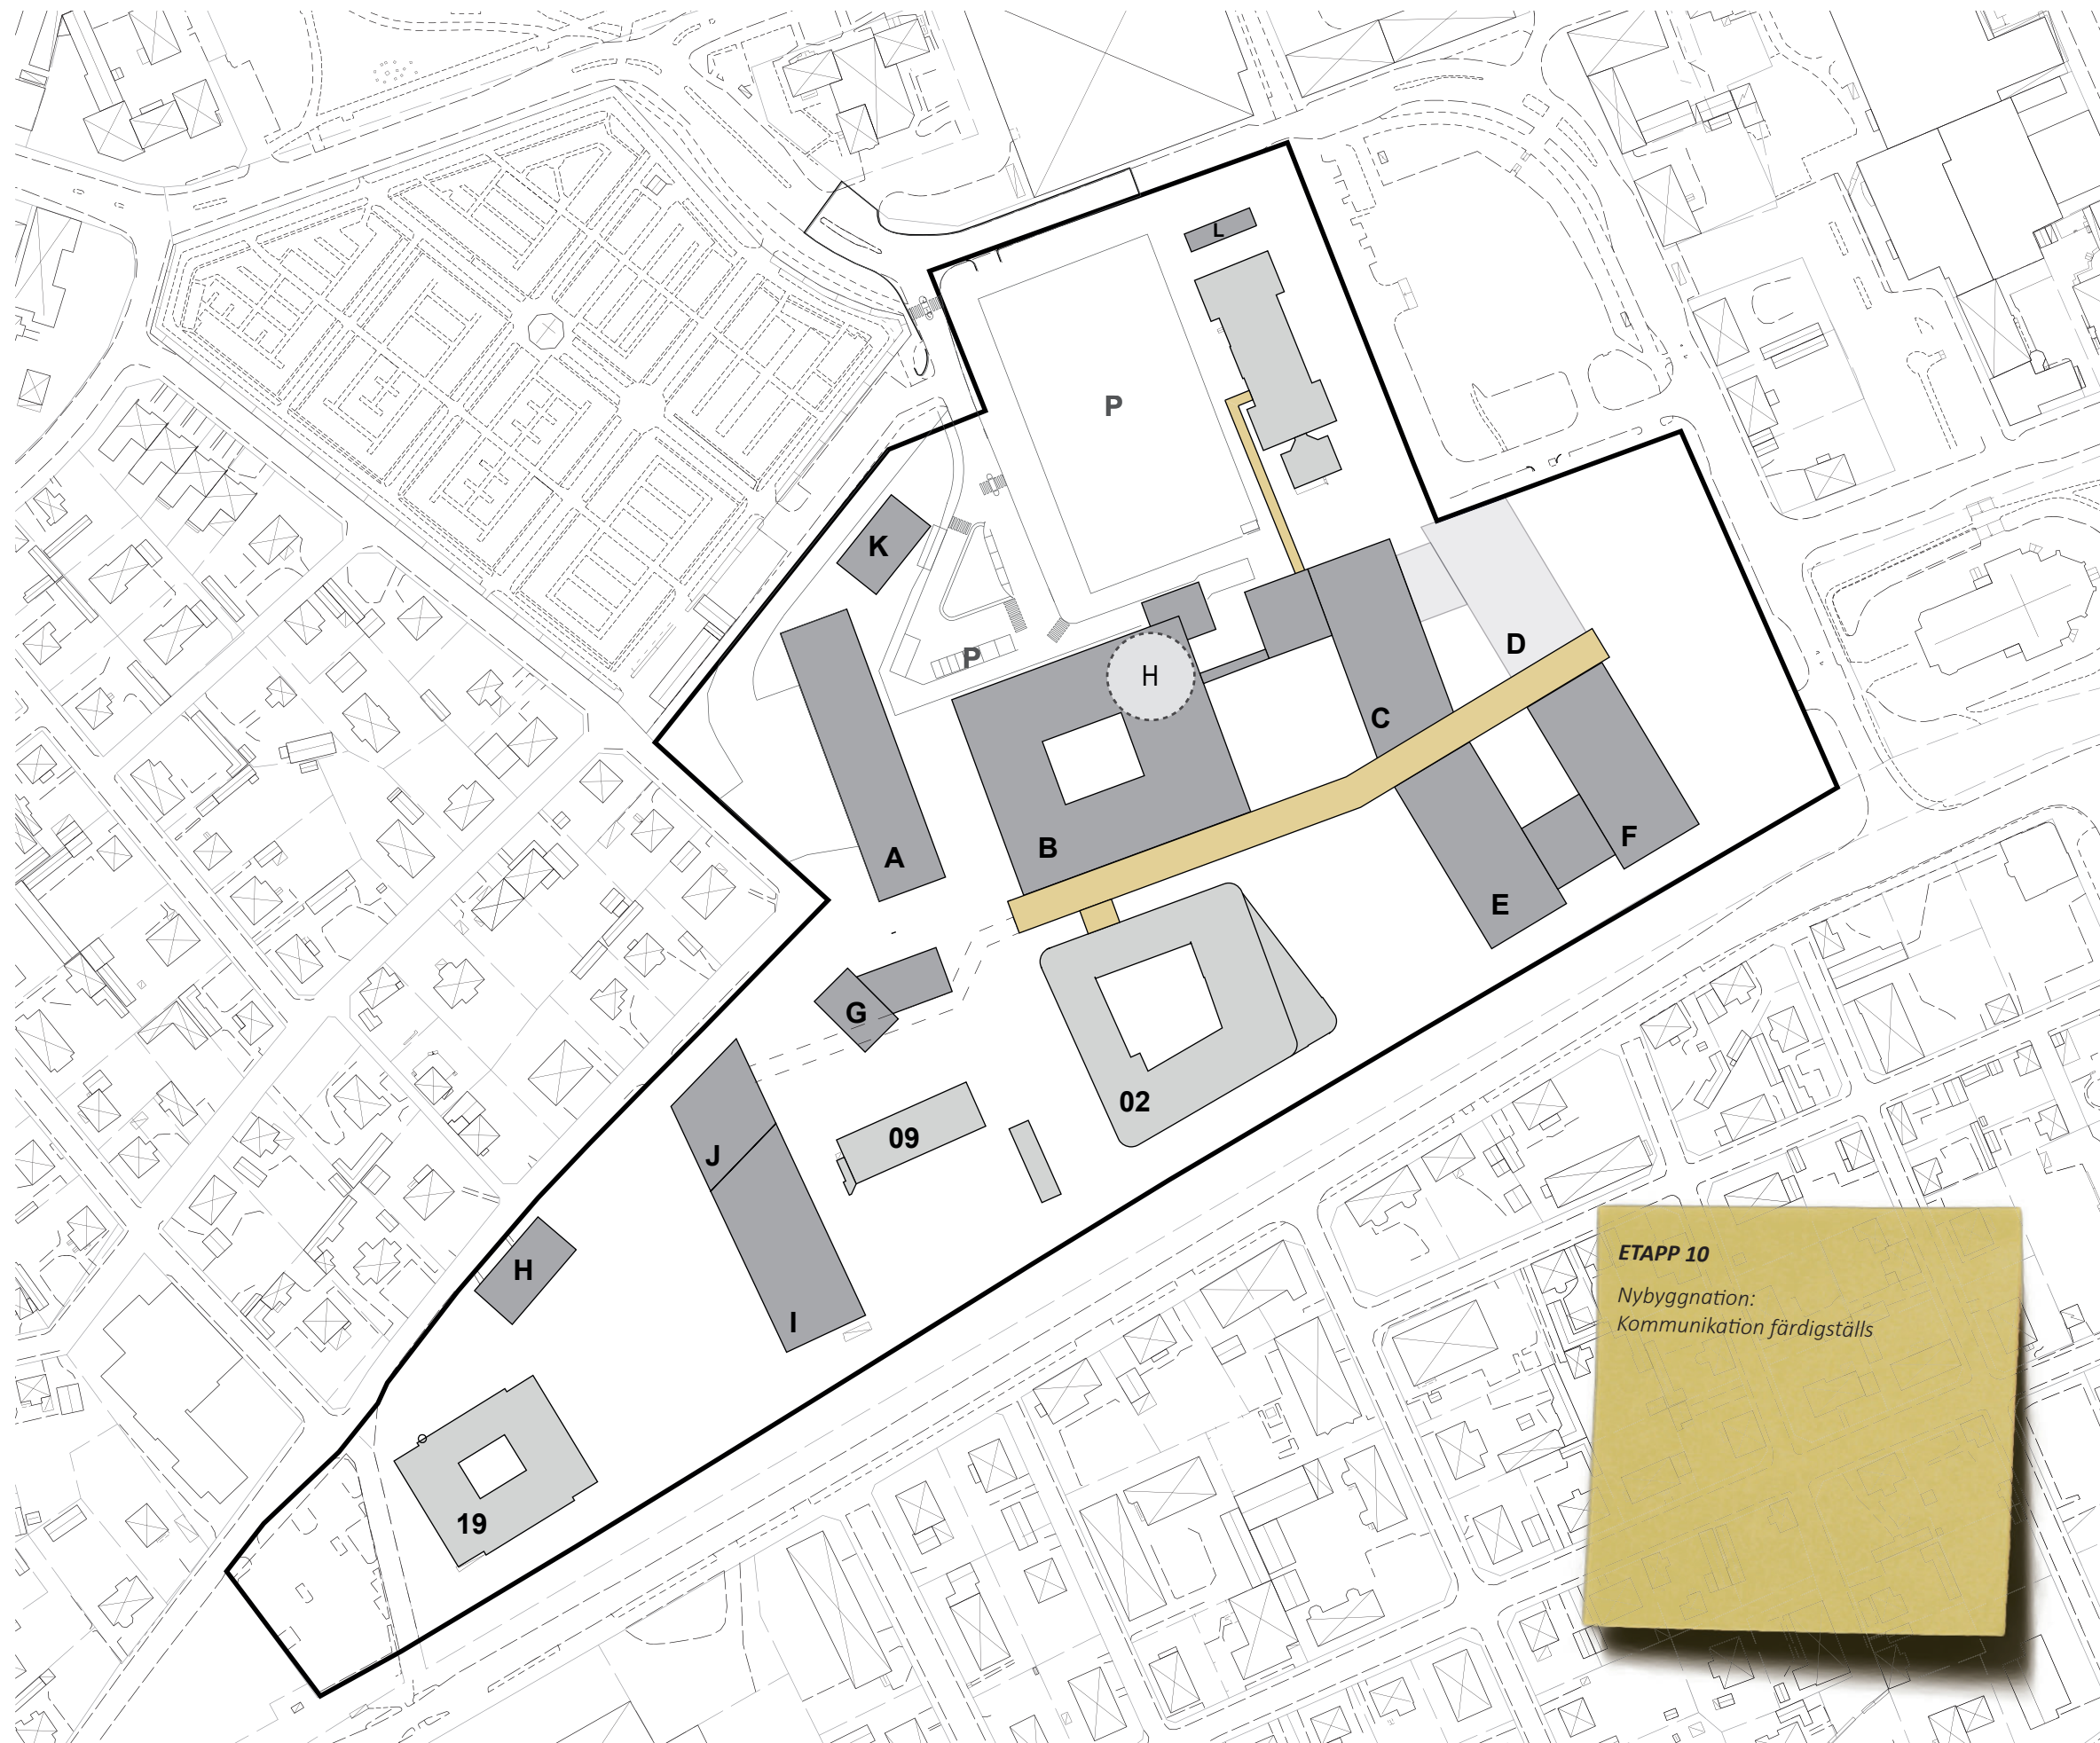 L
P
K
P
H
D
C
B
A
F
E
G
02
09
J
H
I
19
ETAPP 10
Nybyggnation:
Kommunikation färdigställs